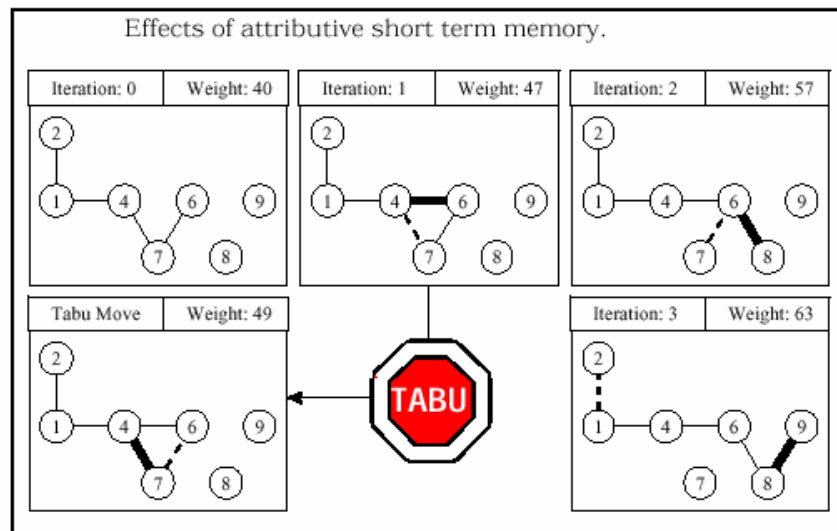 Effects of attributive short term memory.
Iteration: 0 Weight: 40
2
1 4 6 9
7 8
Iteration: 1 Weight: 47
2
1 4 6 9
7 8
Iteration: 2 Weight: 57
2
1 4 6 9
7 8
Tabu Move Weight: 49
2
1 4 6 9
7 8
TABU
Iteration: 3 Weight: 63
2
1 4 6 9
7 8